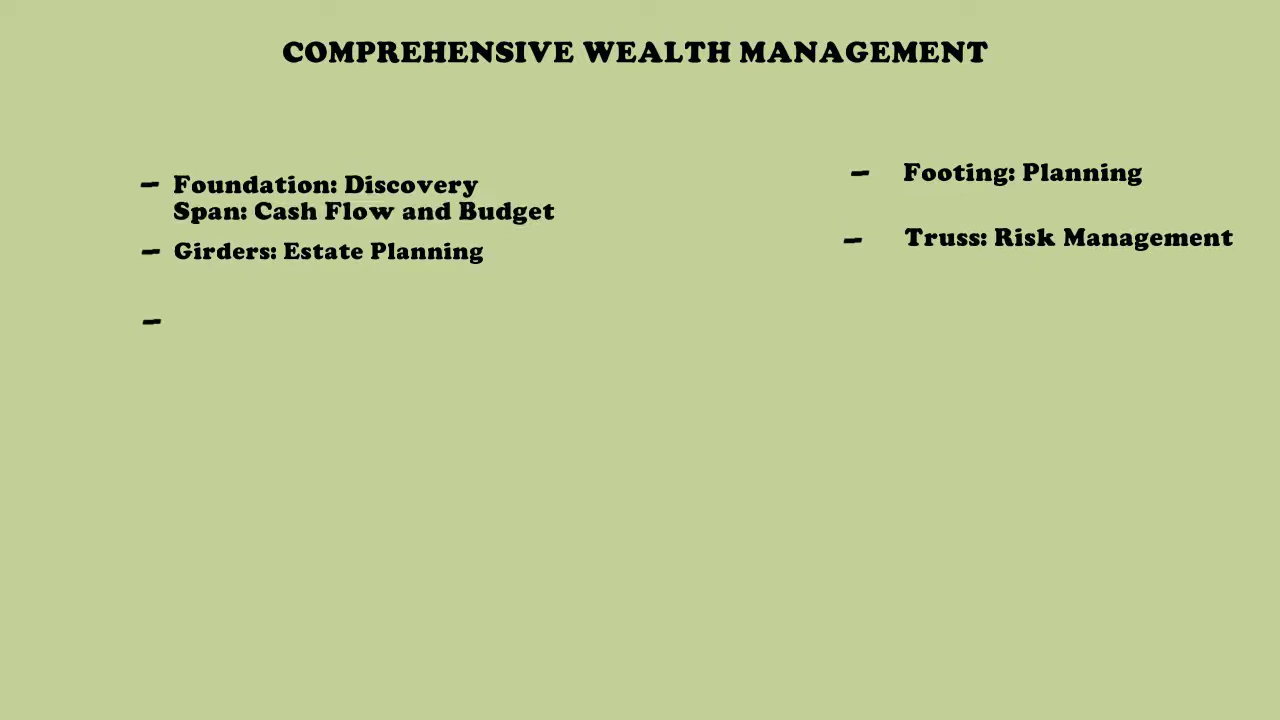 COMPREHENSIVE WEALTH MANAGEMENT
– Foundation: Discovery
Span: Cash Flow and Budget
– Girders: Estate Planning
–
– Footing: Planning
– Truss: Risk Management